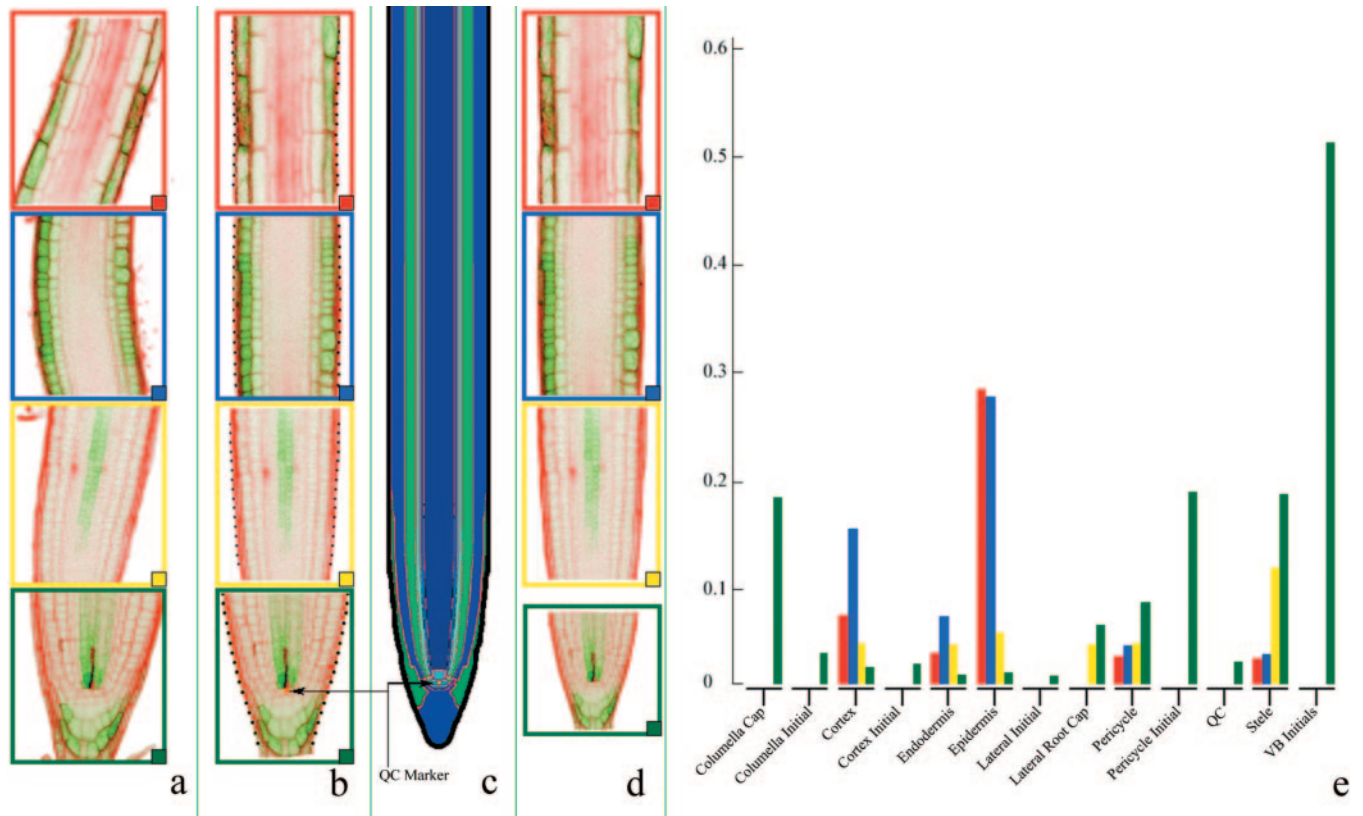 0.6
0.5
0.4
0.3
0.2
0.1
0
Columella Cap
Columella Initial
Cortex
Cortex Initial
Endodermis
Epidermis
Lateral Initial
Lateral Root Cap
Pericycle
Pericycle Initial
QC
Stele
VB Initials
QC Marker
a
b
c
d
e